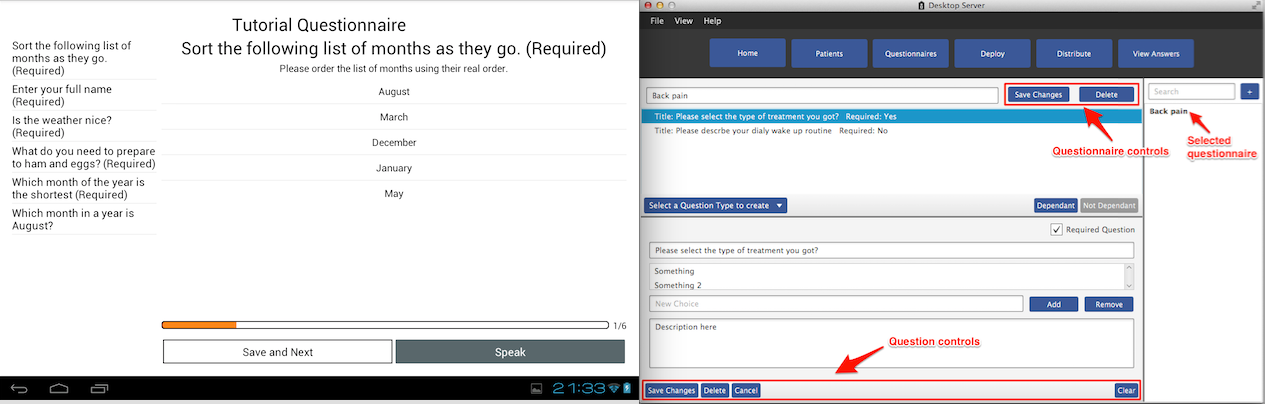 Tutorial Questionnaire
Sort the following list of months as they go. (Required)
Please order the list of months using their real order.
Sort the following list of
months as they go.
(Required)
Enter your full name
(Required)
Is the weather nice?
(Required)
What do you need to prepare
to ham and eggs? (Required)
Which month of the year is
the shortest (Required)
Which month in a year is
August?
August
March
December
January
May
1/6
Save and Next
Speak
21:33
Desktop Server
File View Help
Home Patients Questionnaires Deploy Distribute View Answers
Back pain
Save Changes Delete
Title: Please select the type of treatment you got? Required: Yes
Title: Please descrbe your dialy wake up routine Required: No
Questionnaire controls
Search +
Back pain
Selected
questionnaire
Select a Question Type to create
Dependant Not Dependant
Required Question
Please select the type of treatment you got?
Something
Something 2
New Choice
Add Remove
Description here
Question controls
Save Changes Delete Cancel
Clear